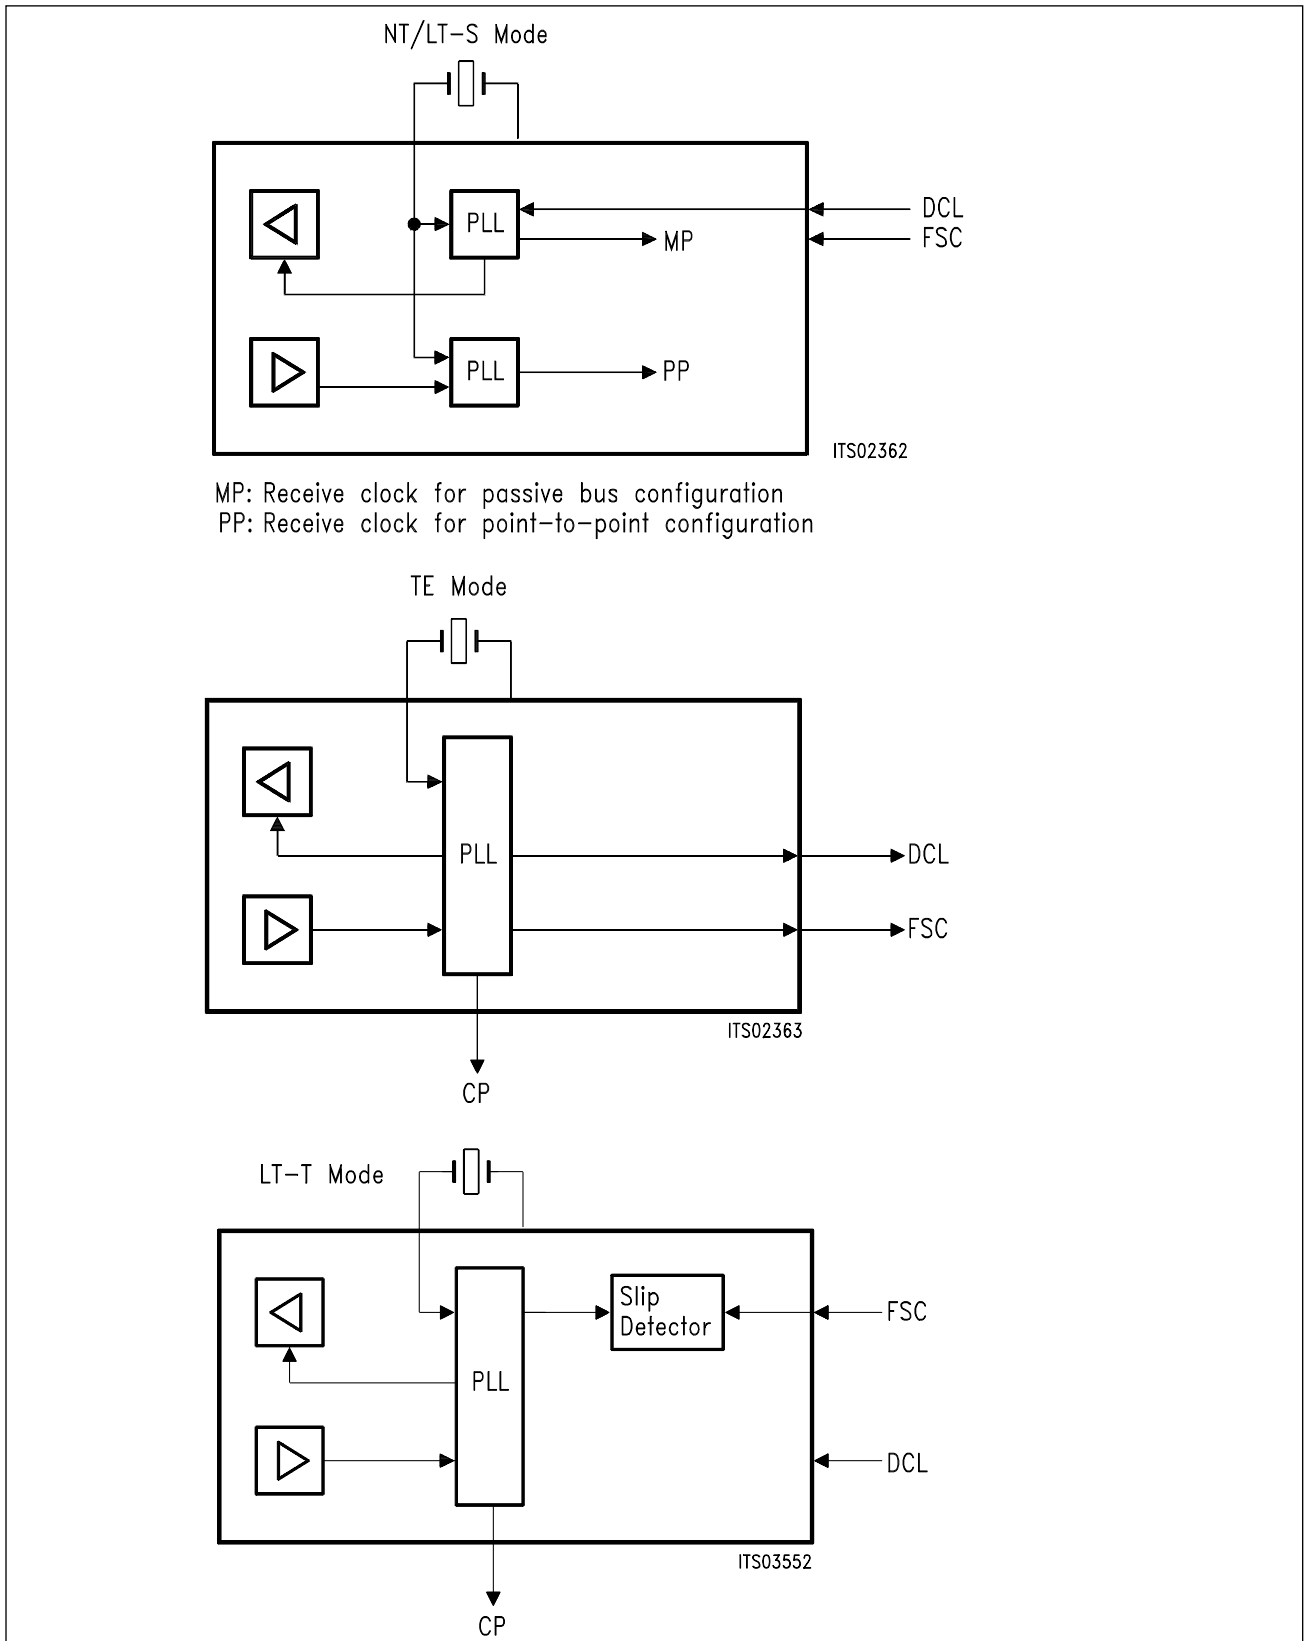 NT/LT-S Mode
PLL
DCL
MP
FSC
PLL
PP
ITS02362
MP: Receive clock for passive bus configuration
PP: Receive clock for point-to-point configuration
TE Mode
PLL
DCL
FSC
ITS02363
CP
LT-T Mode
Slip
Detector
FSC
PLL
DCL
ITS03552
CP